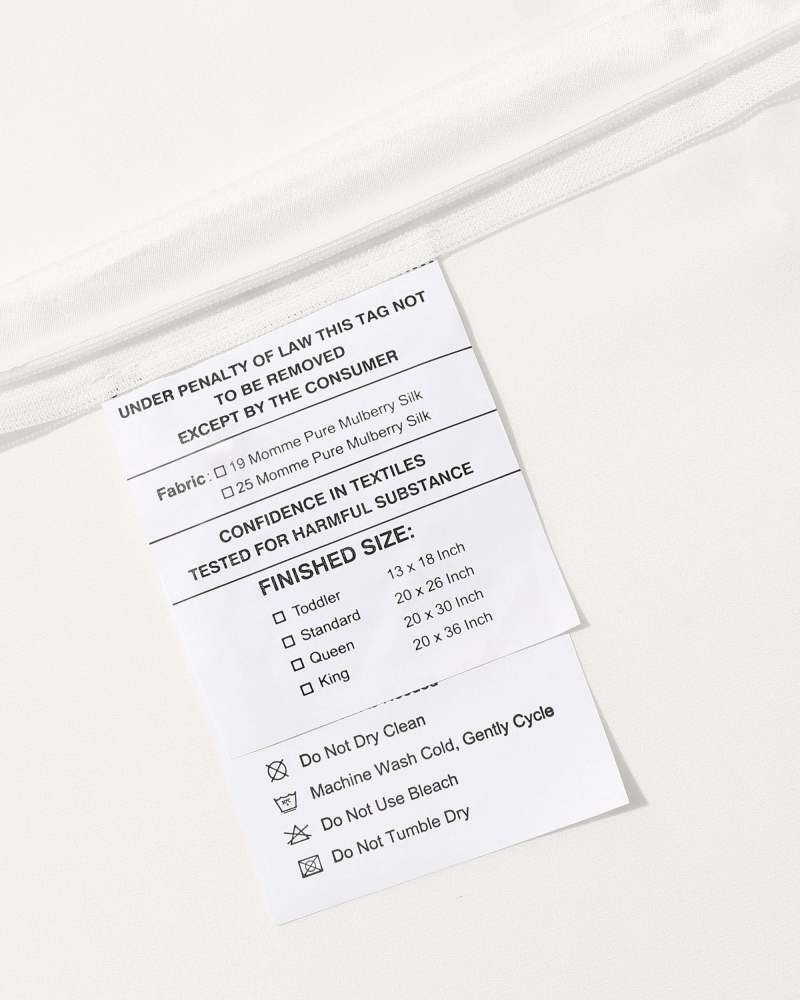 UNDER PENALTY OF LAW THIS TAG NOT
TO BE REMOVED
EXCEPT BY THE CONSUMER
Fabric: 19 Momme Pure Mulberry Silk
25 Momme Pure Mulberry Silk
CONFIDENCE IN TEXTILES
TESTED FOR HARMFUL SUBSTANCE
FINISHED SIZE:
Toddler 13 x 18 Inch
Standard 20 x 26 Inch
Queen 20 x 30 Inch
King 20 x 36 Inch
Do Not Dry Clean
Machine Wash Cold, Gently Cycle
Do Not Use Bleach
Do Not Tumble Dry